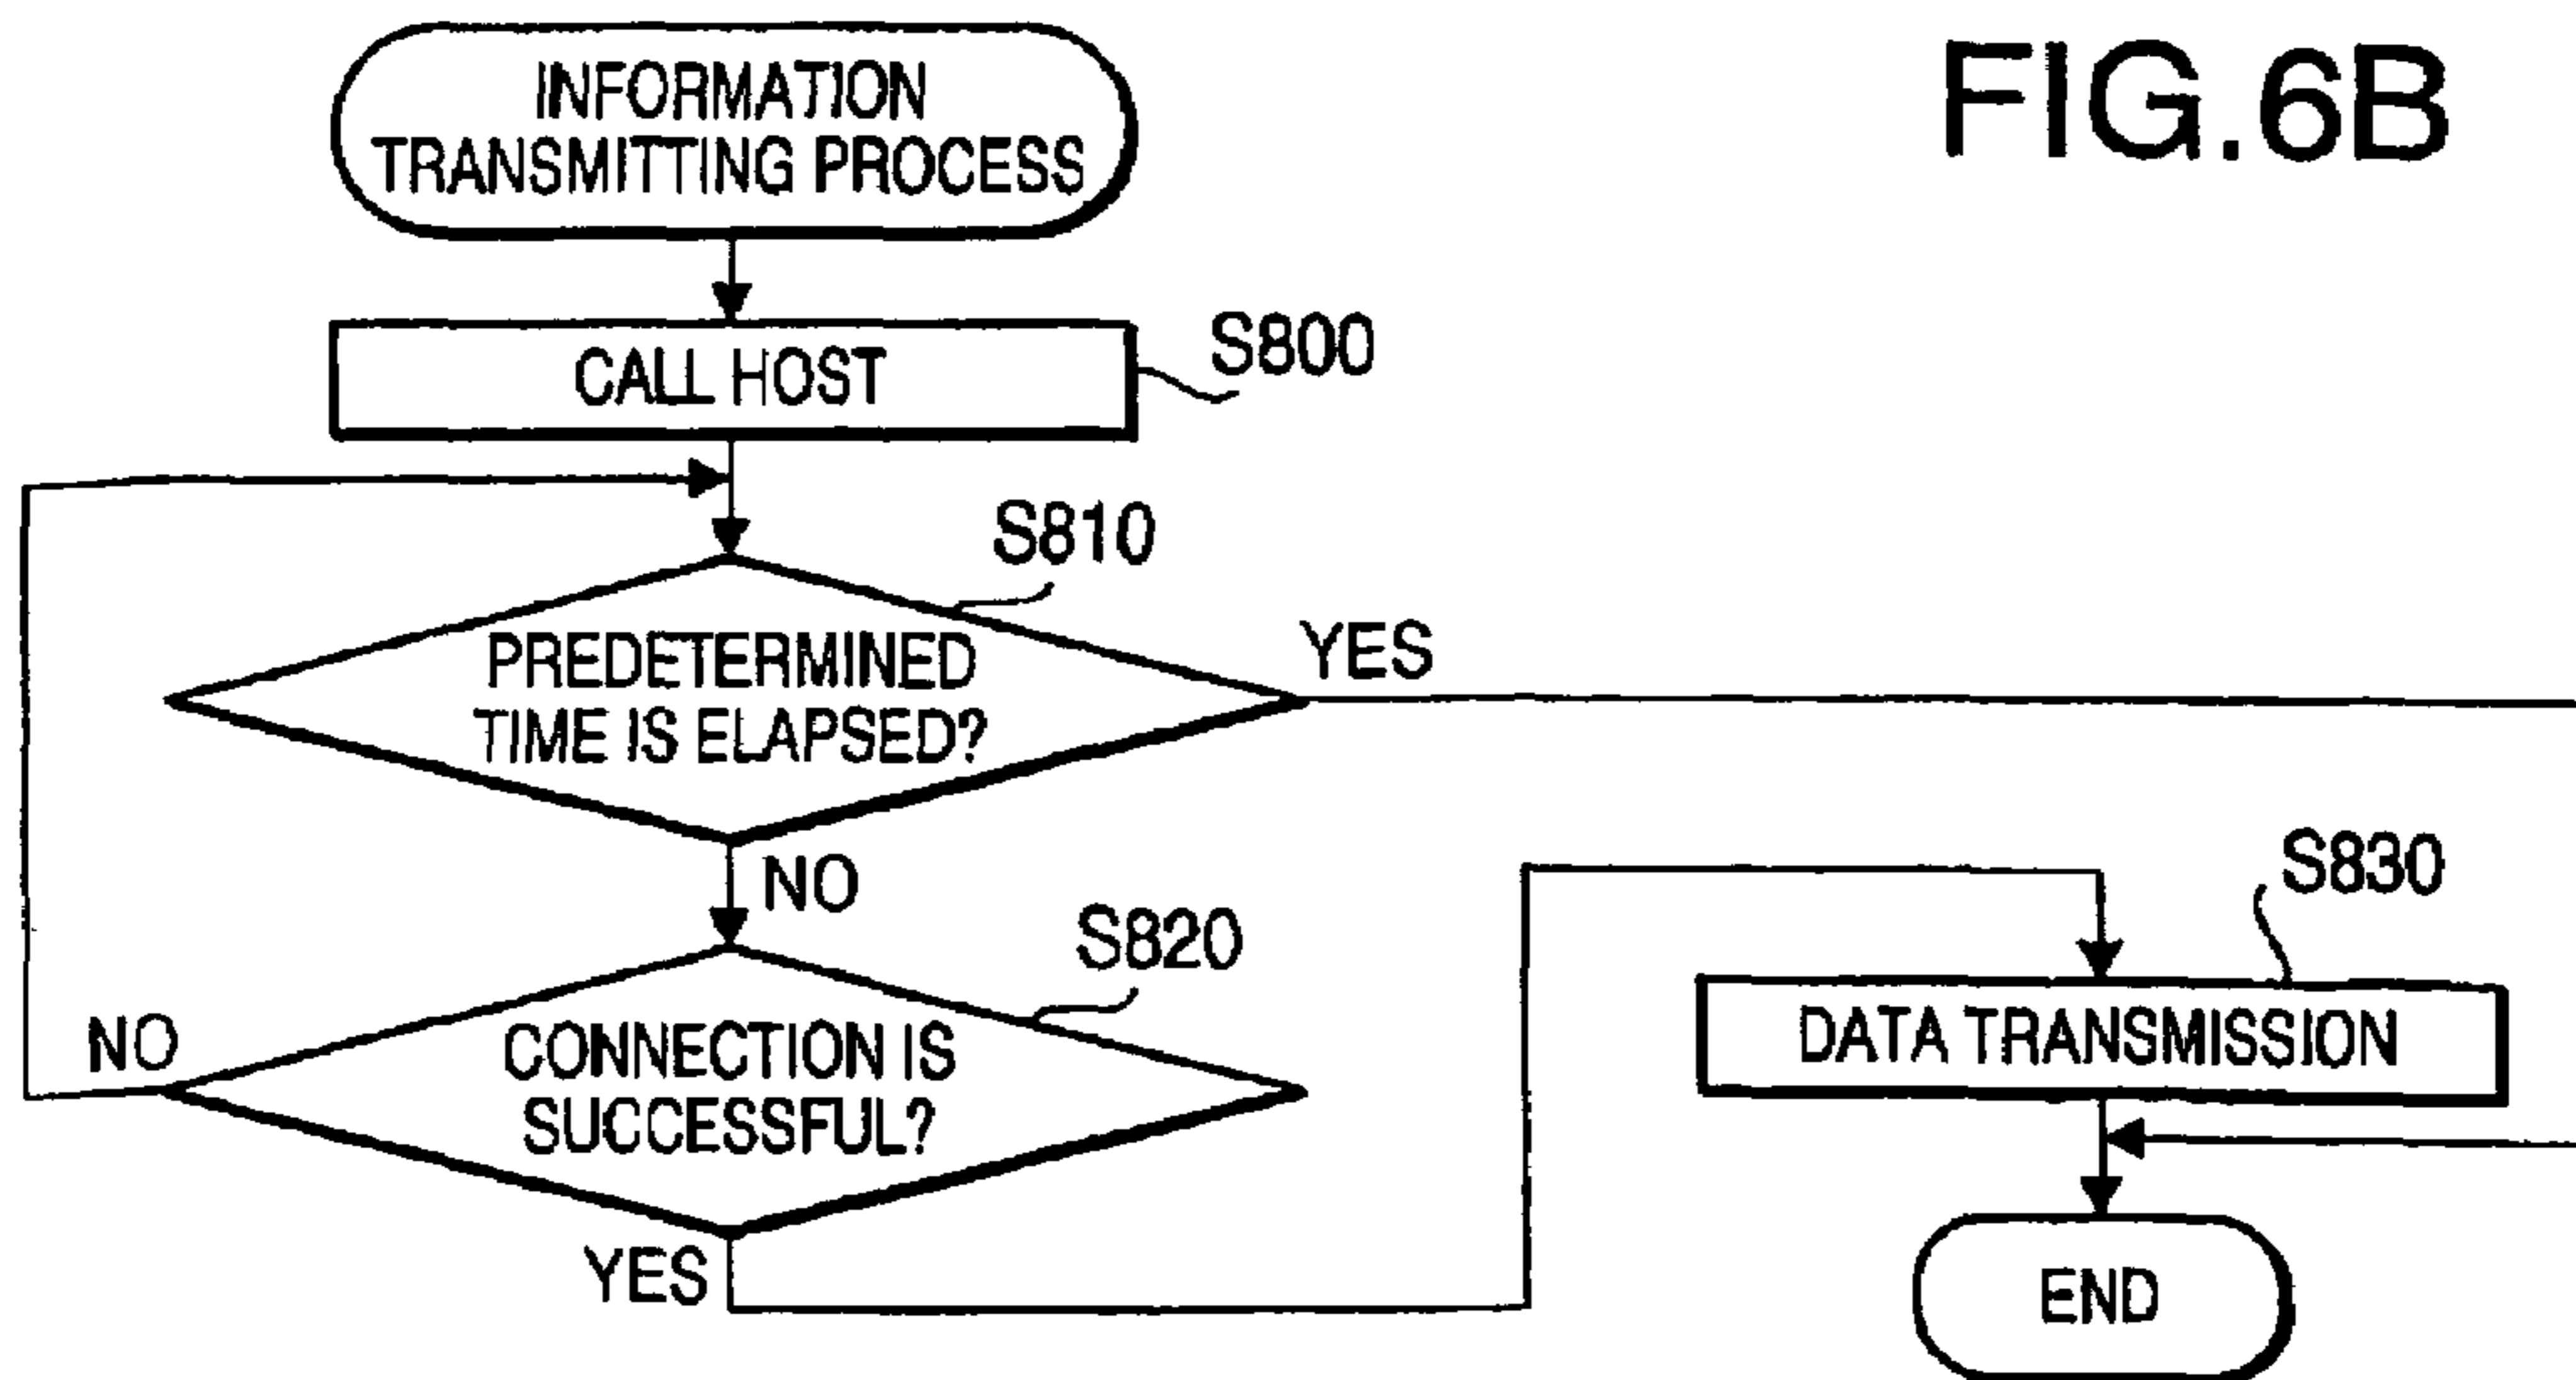 FIG.6B
INFORMATION
TRANSMITTING PROCESS
CALL HOST
S800
S810
PREDETERMINED
TIME IS ELAPSED?
YES
NO
S820
CONNECTION IS
SUCCESSFUL?
NO
YES
S830
DATA TRANSMISSION
END